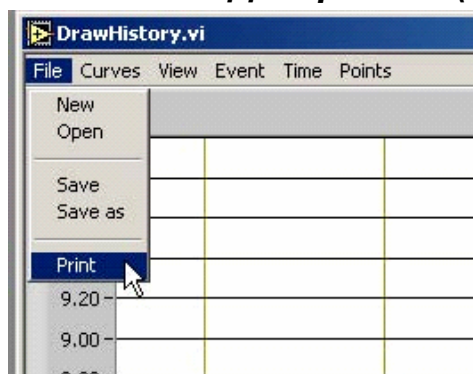 DrawHistory.vi
File Curves View Event Time Points
New
Open
Save
Save as
Print
9.20
9.00